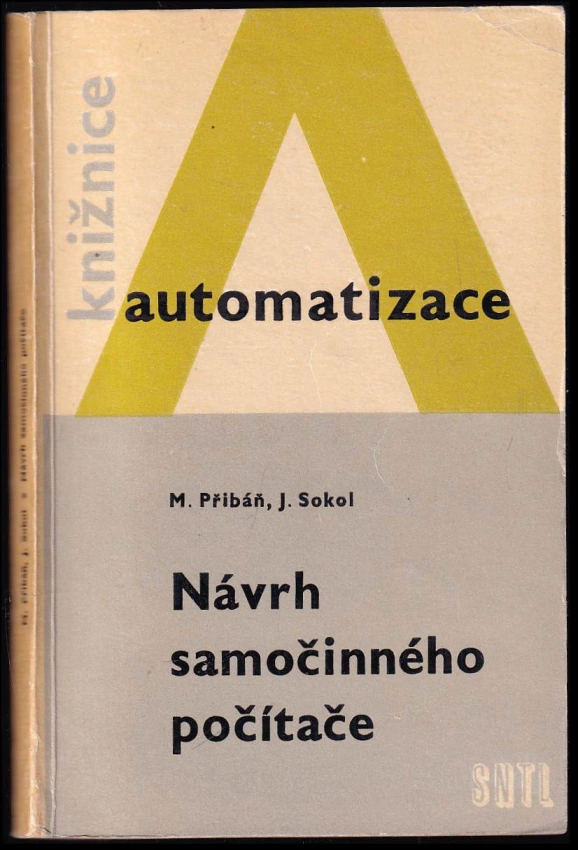 knižnice
automatizace
M. Přibáň, J. Sokol
Návrh
samočinného
počítače
SNTL
M. Přibáň, J. Sokol • Návrh samočinného počítače